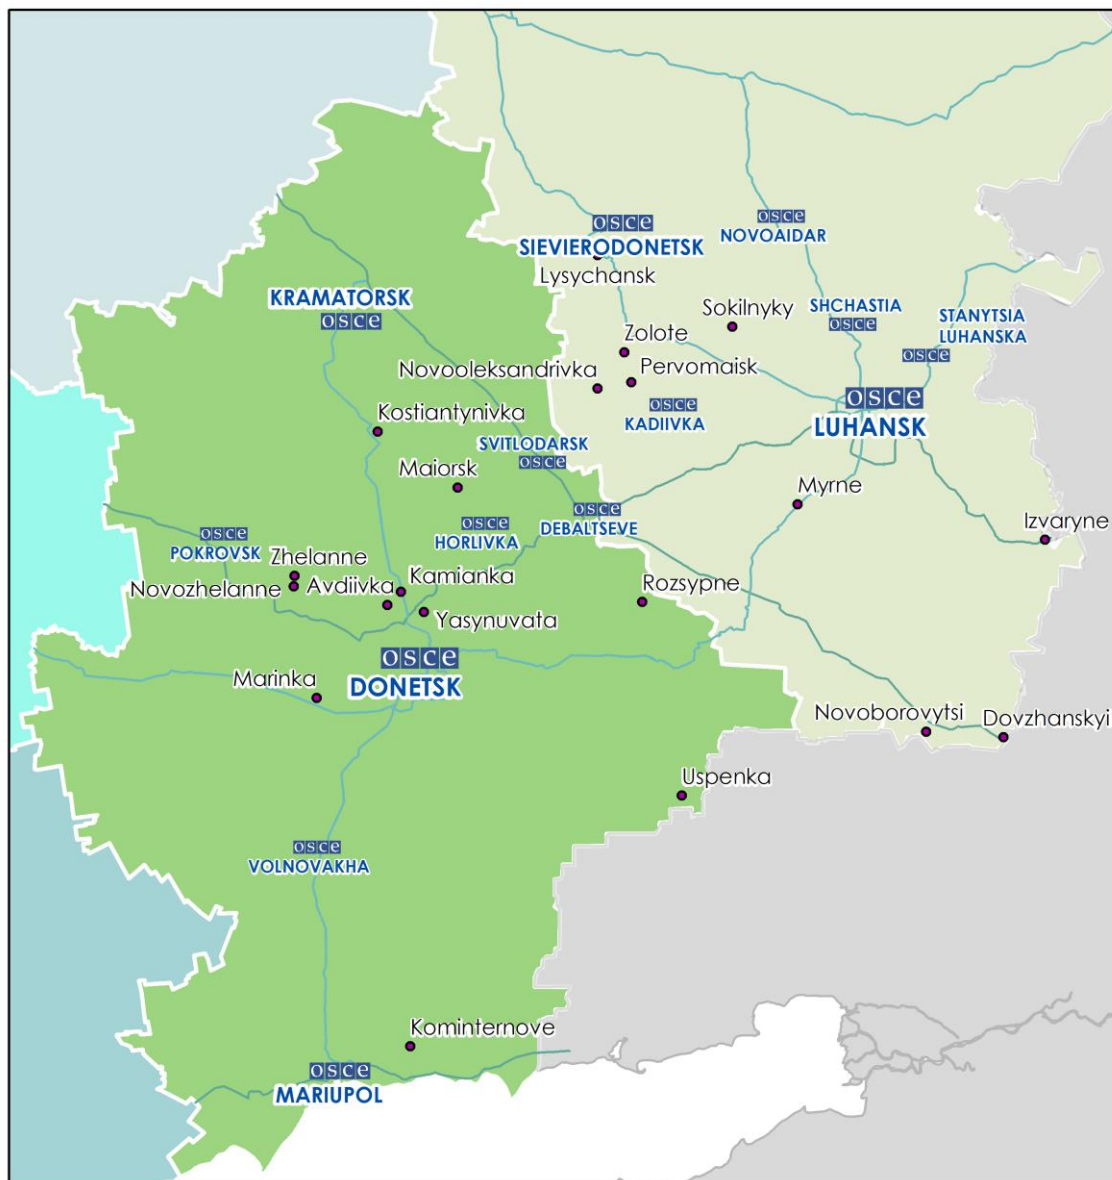 osce
SIEVIERODONETSK
Lysychansk
osce
NOVOAIDAR
KRAMATORSK
osce
Sokilnyky
SHCHASTIA
osce
STANYTSIA
LUHANSKA
osce
Zolote
Novooleksandrivka
Pervomaisk
osce
KADIIVKA
osce
LUHANSK
Kostiantynivka
SVITLODARSK
osce
Maiorsk
Myrne
osce
DEBALTSEVE
osce
HORLIVKA
osce
POKROVSK
Izvaryne
Zhelanne
Novozhelanne
Avdiivka
Kamianka
Yasynuvata
Rozsypne
osce
DONETSK
Marinka
Novoborovytsi
Dovzhanskyi
Uspenka
osce
VOLNOVAKHA
Kominternove
osce
MARIUPOL